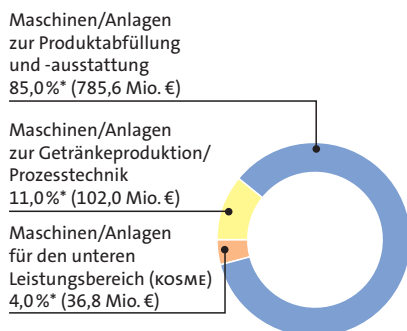 Maschinen/Anlagen
zur Produktabfüllung
und -ausstattung
85,0%* (785,6 Mio. €)
Maschinen/Anlagen
zur Getränkeproduktion/
Prozesstechnik
11,0%* (102,0 Mio. €)
Maschinen/Anlagen
für den unteren
Leistungsbereich (KOSME)
4,0%* (36,8 Mio. €)